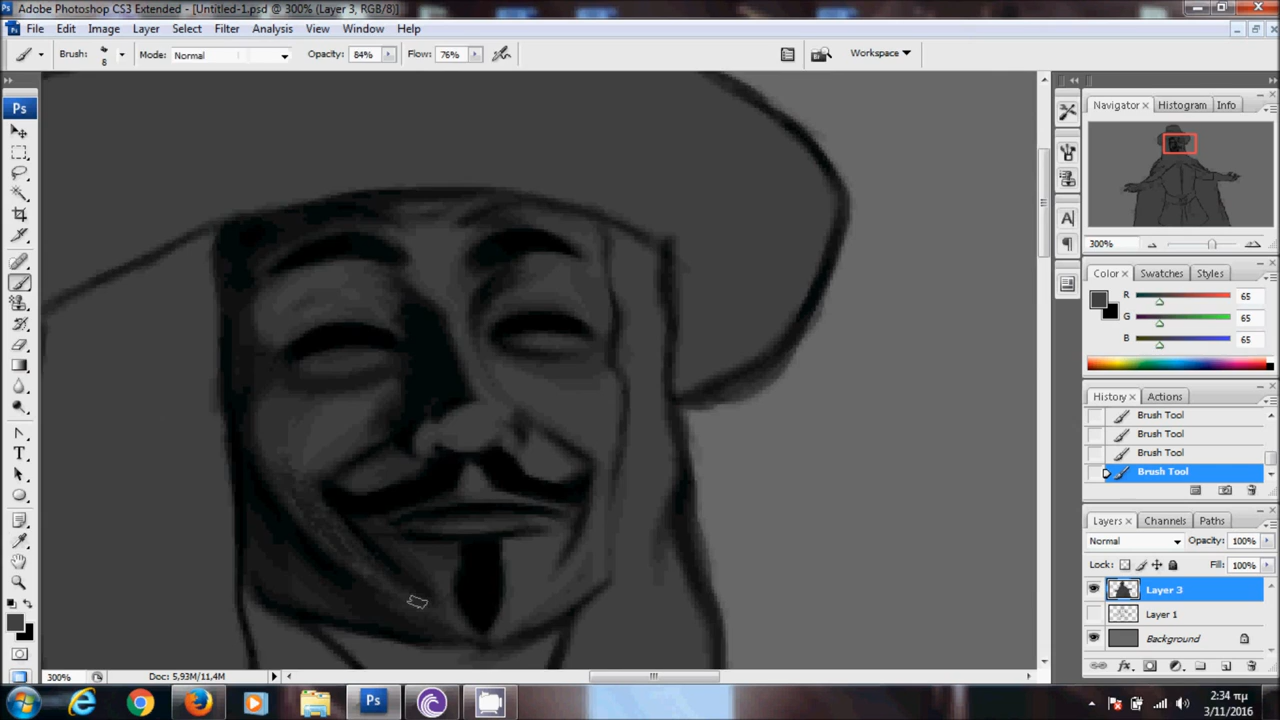 Adobe Photoshop CS3 Extended - [Untitled-1.psd @ 300% (Layer 3, RGB/8)]
File Edit Image Layer Select Filter Analysis View Window Help
Brush: 8 Mode: Normal Opacity: 84% Flow: 76% Workspace
Ps
Navigator Histogram Info
300%
Color Swatches Styles
R 65
G 65
B 65
History Actions
Brush Tool
Brush Tool
Brush Tool
Brush Tool
Layers Channels Paths
Normal Opacity: 100%
Lock: Fill: 100%
Layer 3
Layer 1
Background
300% Doc: 5,93M/11,4M
Ps
2:34 πμ
3/11/2016